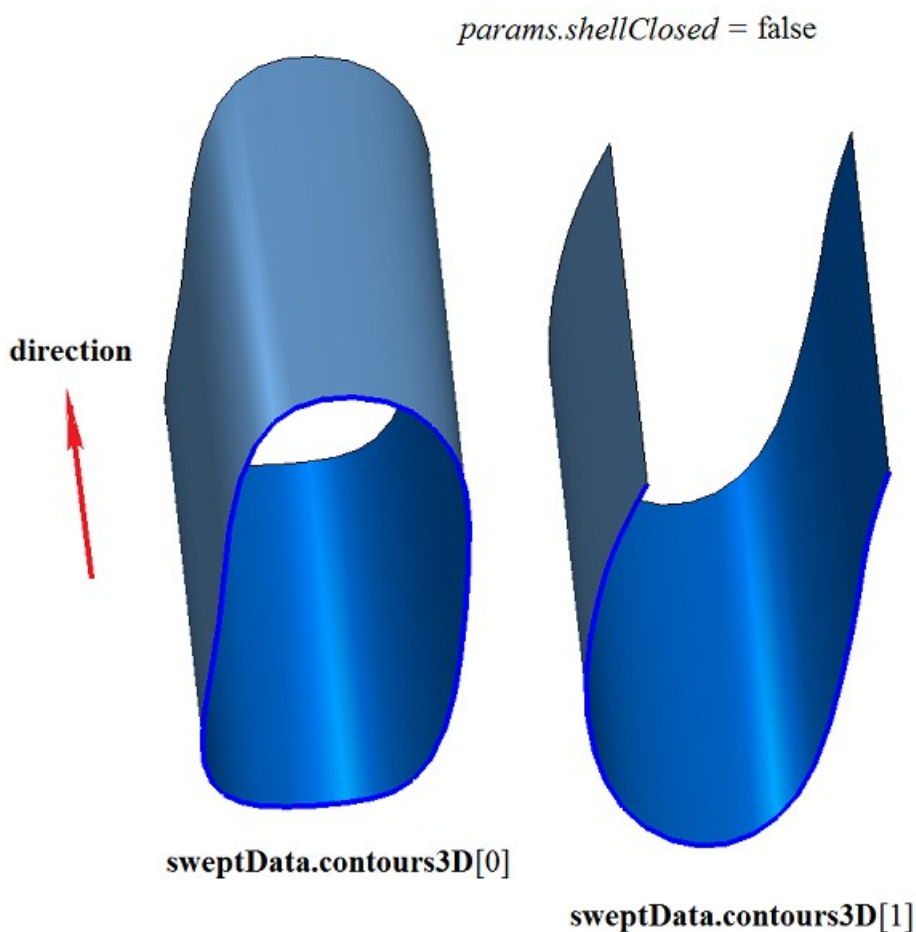 params.shellClosed = false
direction
sweptData.contours3D[0]
sweptData.contours3D[1]